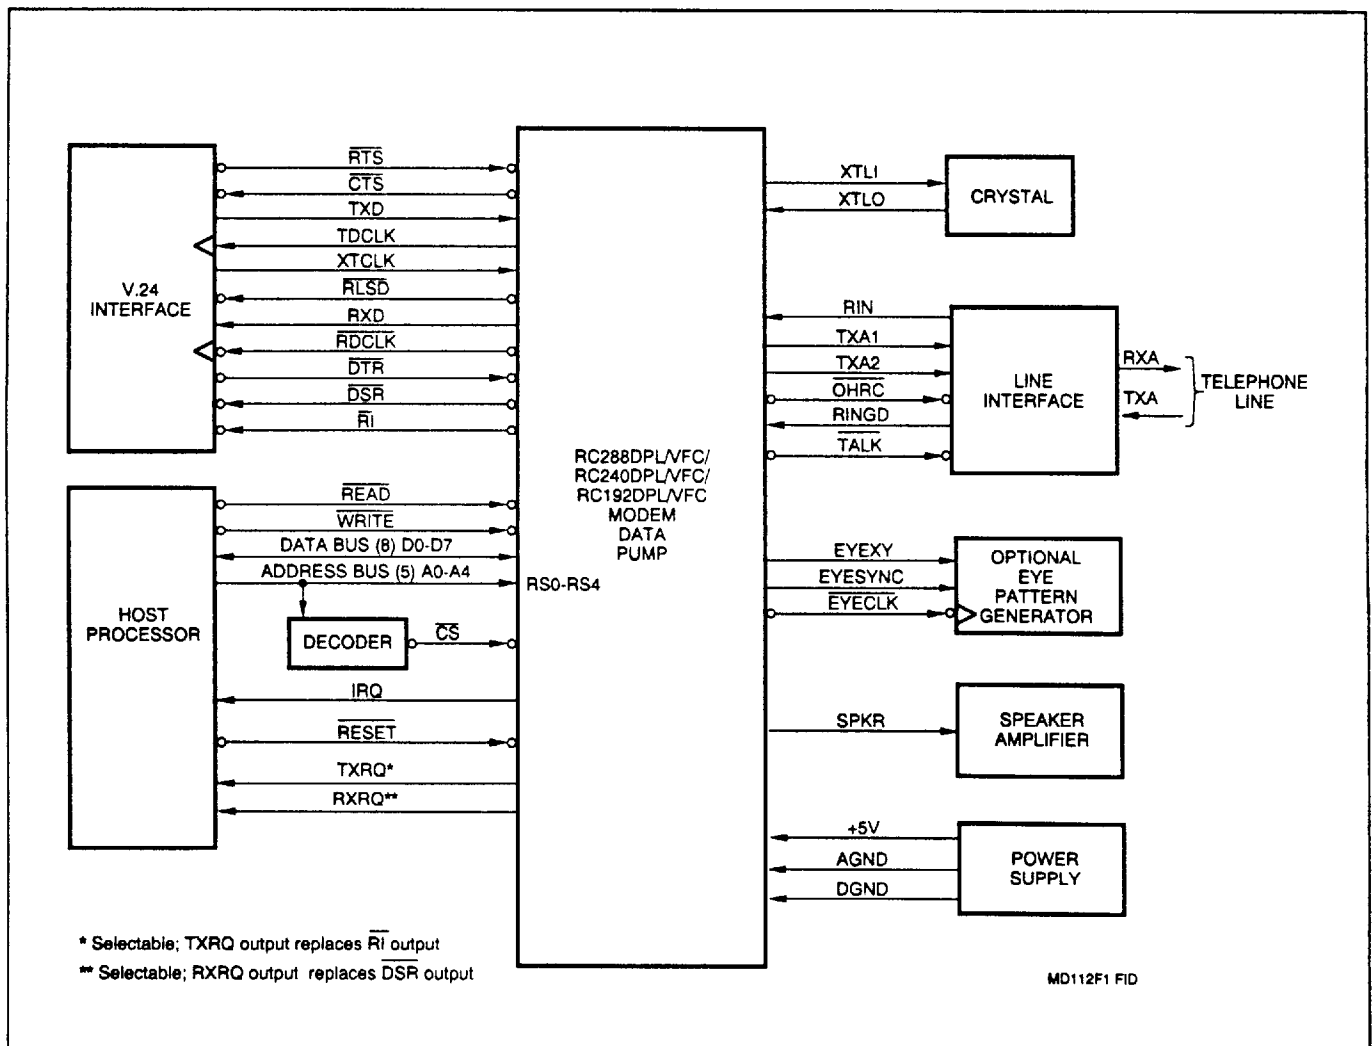 RTS
CTS
TXD
TDCLK
XTCLK
RLSD
RXD
RDCLK
DTR
DSR
RI
V.24
INTERFACE
READ
WRITE
DATA BUS (8) D0-D7
ADDRESS BUS (5) A0-A4
RS0-RS4
HOST
PROCESSOR
DECODER
CS
IRQ
RESET
TXRQ*
RXRQ**
RC288DPL/VFC/
RC240DPL/VFC/
RC192DPL/VFC
MODEM
DATA
PUMP
XTLI
XTLO
CRYSTAL
RIN
TXA1
TXA2
OHRC
RINGD
TALK
LINE
INTERFACE
RXA
TXA
TELEPHONE
LINE
EYEXY
EYESYNC
EYECLK
OPTIONAL
EYE
PATTERN
GENERATOR
SPKR
SPEAKER
AMPLIFIER
+5V
AGND
DGND
POWER
SUPPLY
* Selectable; TXRQ output replaces RI output
** Selectable; RXRQ output replaces DSR output
MD112F1 FID